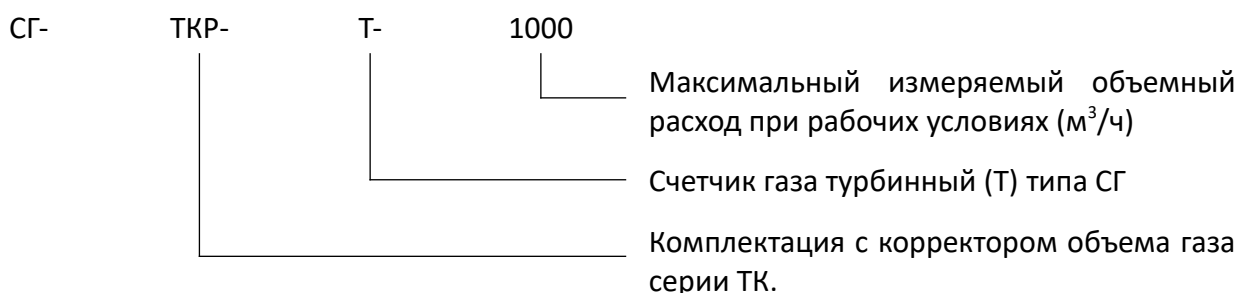 СГ- ТКР- Т- 1000
Максимальный измеряемый объемный
расход при рабочих условиях (м³/ч)
Счетчик газа турбинный (Т) типа СГ
Комплектация с корректором объема газа
серии ТК.